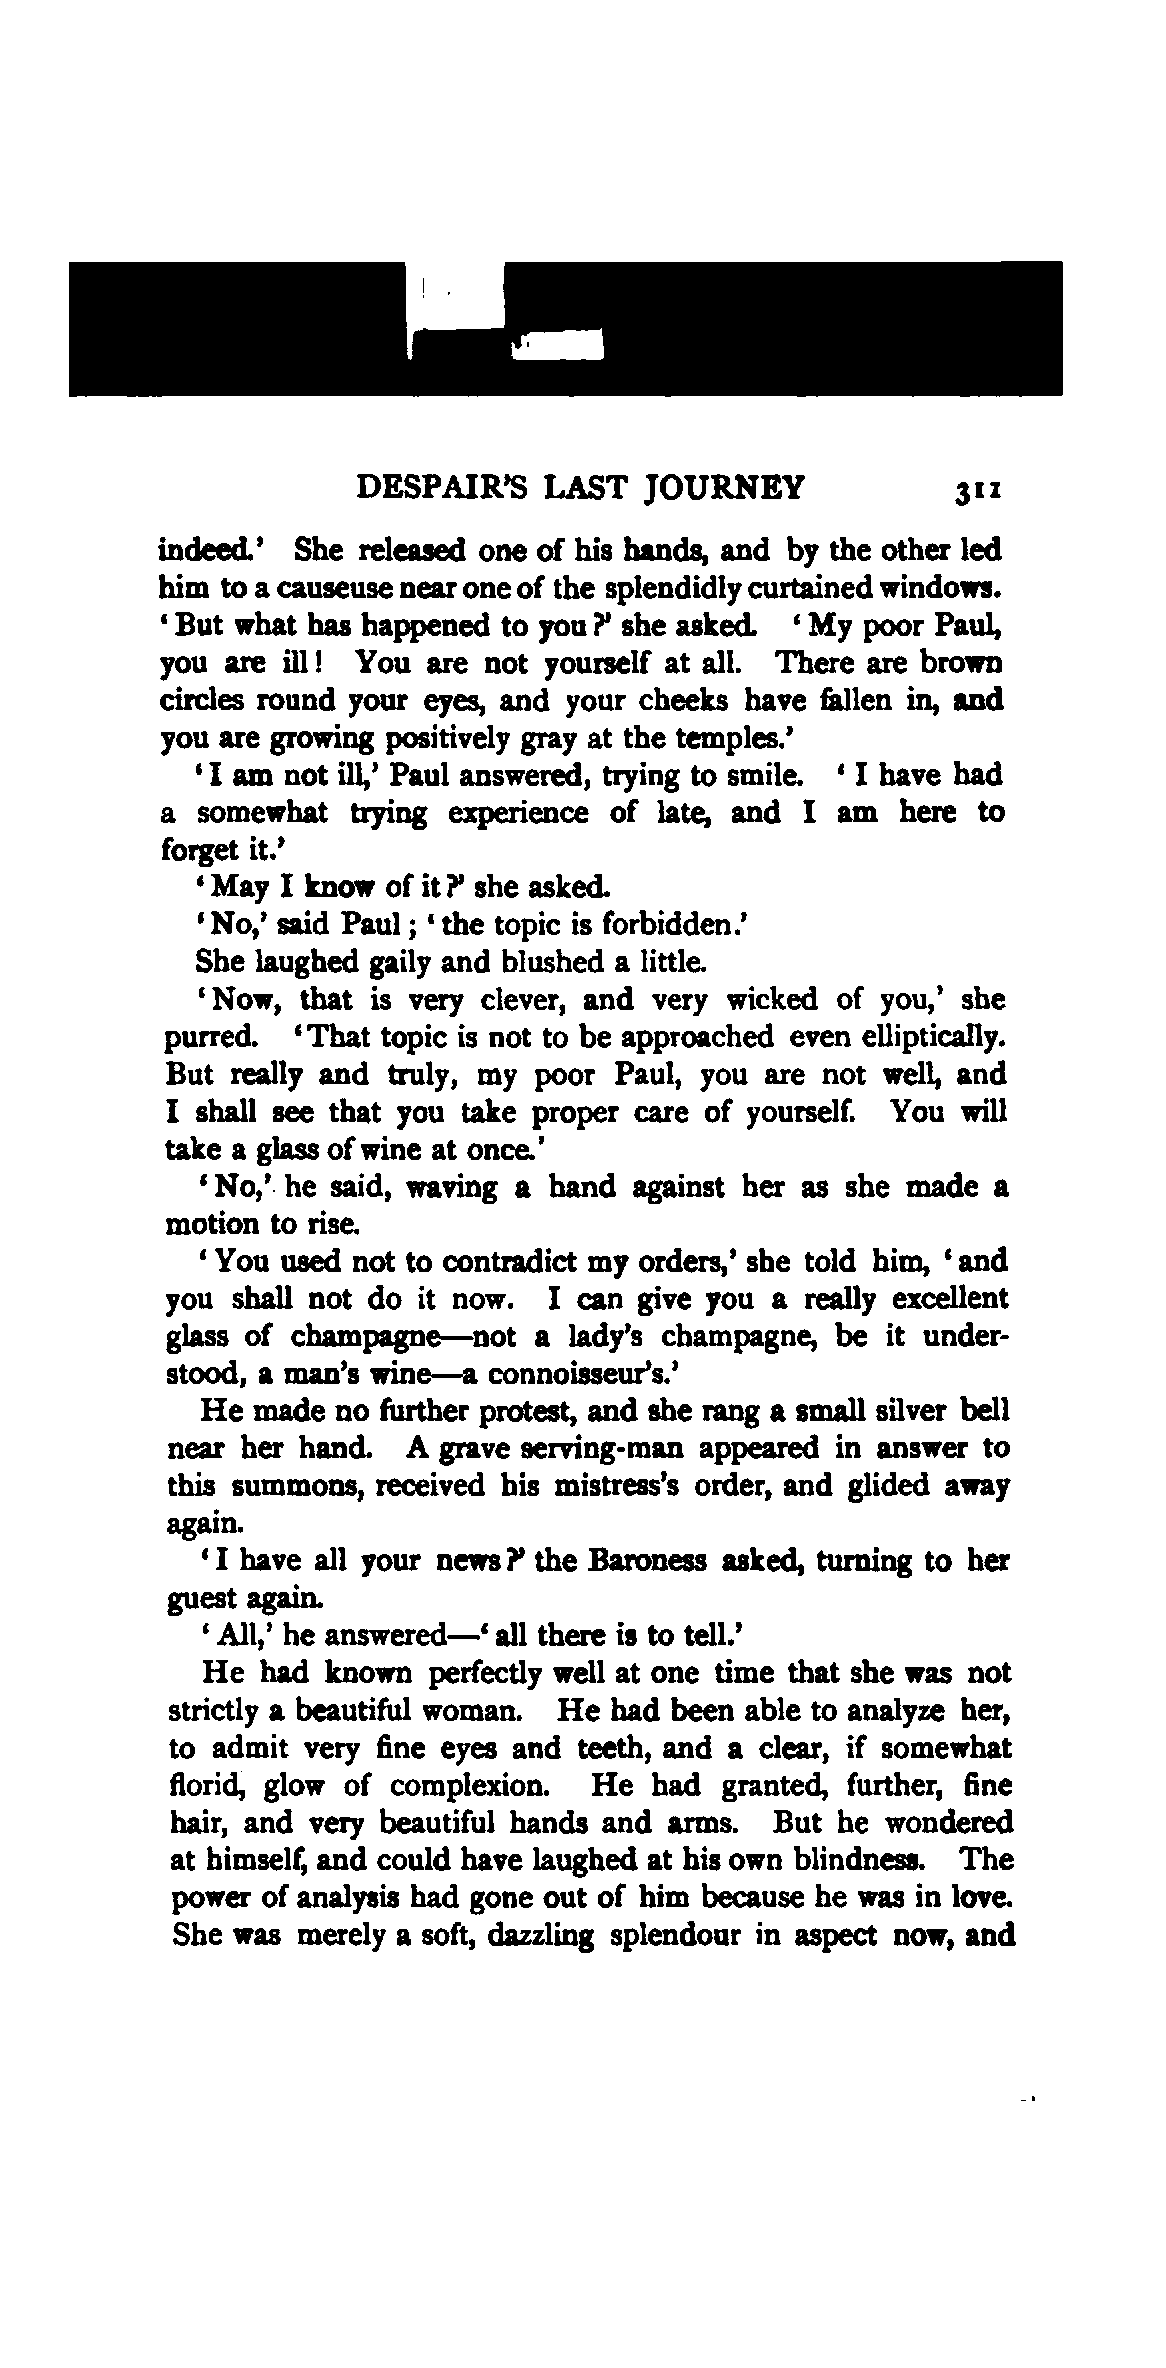 DESPAIR'S LAST JOURNEY 311
indeed.' She released one of his hands, and by the other led
him to a causeuse near one of the splendidly curtained windows.
'But what has happened to you?' she asked. 'My poor Paul,
you are ill! You are not yourself at all. There are brown
circles round your eyes, and your cheeks have fallen in, and
you are growing positively gray at the temples.'
'I am not ill,' Paul answered, trying to smile. 'I have had
a somewhat trying experience of late, and I am here to
forget it.'
'May I know of it?' she asked.
'No,' said Paul; 'the topic is forbidden.'
She laughed gaily and blushed a little.
'Now, that is very clever, and very wicked of you,' she
purred. 'That topic is not to be approached even elliptically.
But really and truly, my poor Paul, you are not well, and
I shall see that you take proper care of yourself. You will
take a glass of wine at once.'
'No,' he said, waving a hand against her as she made a
motion to rise.
'You used not to contradict my orders,' she told him, 'and
you shall not do it now. I can give you a really excellent
glass of champagne—not a lady's champagne, be it under-
stood, a man's wine—a connoisseur's.'
He made no further protest, and she rang a small silver bell
near her hand. A grave serving-man appeared in answer to
this summons, received his mistress's order, and glided away
again.
'I have all your news?' the Baroness asked, turning to her
guest again.
'All,' he answered—'all there is to tell.'
He had known perfectly well at one time that she was not
strictly a beautiful woman. He had been able to analyze her,
to admit very fine eyes and teeth, and a clear, if somewhat
florid, glow of complexion. He had granted, further, fine
hair, and very beautiful hands and arms. But he wondered
at himself, and could have laughed at his own blindness. The
power of analysis had gone out of him because he was in love.
She was merely a soft, dazzling splendour in aspect now, and